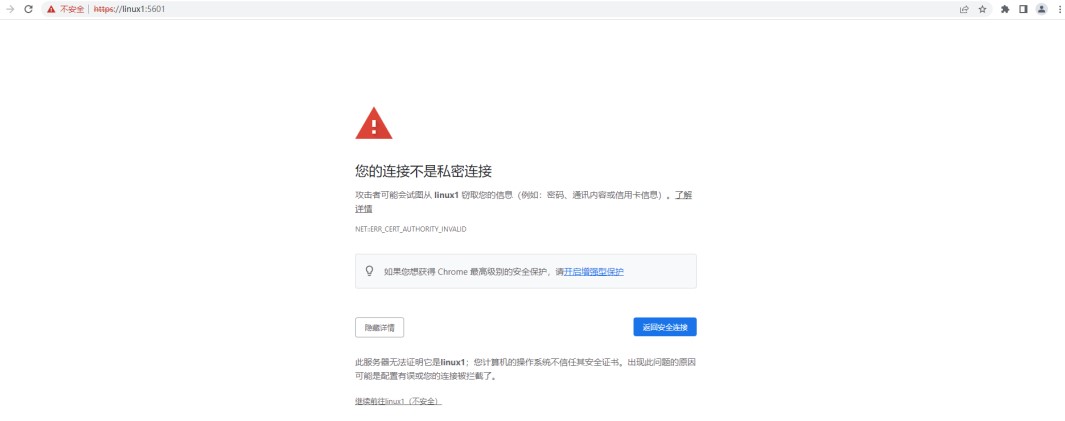 不安全 https://linux1:5601
您的连接不是私密连接
攻击者可能会试图从 linux1 窃取您的信息（例如：密码、通讯内容或信用卡信息）。了解
详情
NET::ERR_CERT_AUTHORITY_INVALID
如果您想获得 Chrome 最高级别的安全保护，请开启增强型保护
隐藏详情
返回安全连接
此服务器无法证明它是linux1；您计算机的操作系统不信任其安全证书。出现此问题的原因
可能是配置有误或您的连接被拦截了。
继续前往linux1（不安全）